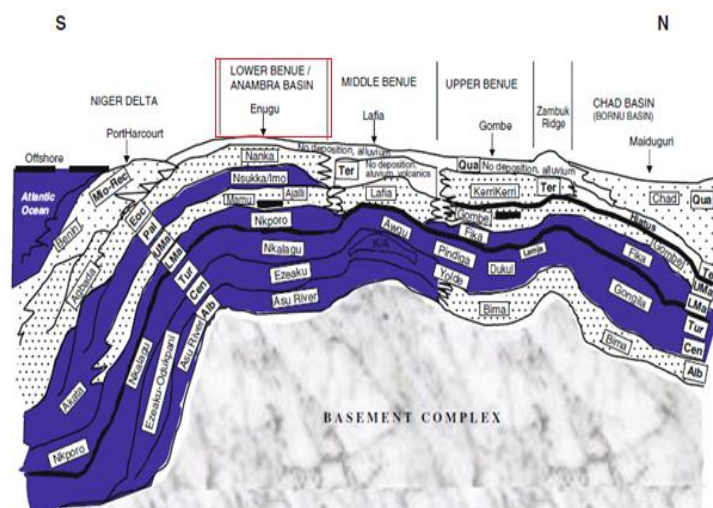 S
N
LOWER BENUE /
ANAMBRA BASIN
Enugu
MIDDLE BENUE
Lafia
UPPER BENUE
Gombe
Zambuk
Ridge
CHAD BASIN
(BORNU BASIN)
Maiduguri
NIGER DELTA
PortHarcourt
Offshore
Atlantic
Ocean
No deposition, alluvium
Nanka
Nsukka/Imo
Mamu
Ajalli
Nkporo
Nkalagu
Ezeaku
Asu River
Ter
No deposition,
alluvium, volcanics
Lafia
Awgu
K/A
Qua
No deposition, alluvium
KerriKerri
Ter
Gombe
Fika
Pindiga
Lamja
Dukul
Yolde
Bima
Chad
Qua
Hiatus
Gombe
Fika
Gongila
Bima
Ter
UMa
LMa
Tur
Cen
Alb
Mio-Rec
Eoc
Pal
UMa
LMa
Tur
Cen
Alb
Benin
Agbada
Akata
Nkporo
Nkalagu
Ezeaku-Odukpani
Asu River
BASEMENT COMPLEX